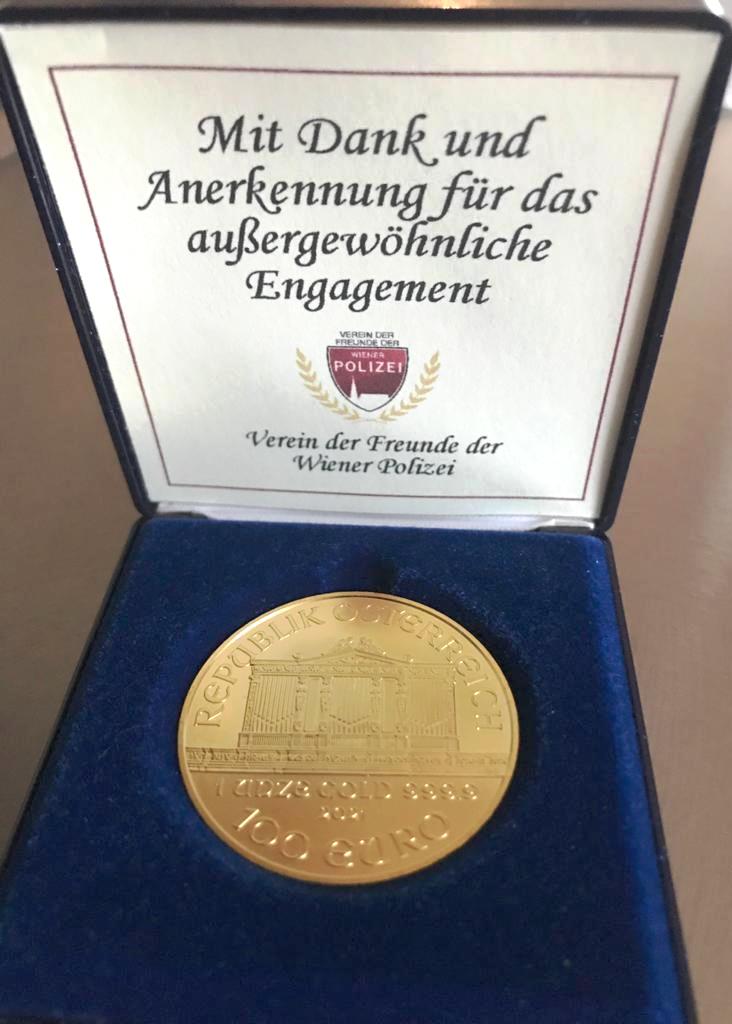 Mit Dank und
Anerkennung für das
außergewöhnliche
Engagement
VEREIN DER
FREUNDE DER
WIENER
POLIZEI
Verein der Freunde der
Wiener Polizei
REPUBLIK ÖSTERREICH
1 UNZE GOLD 999.9
2021
100 EURO